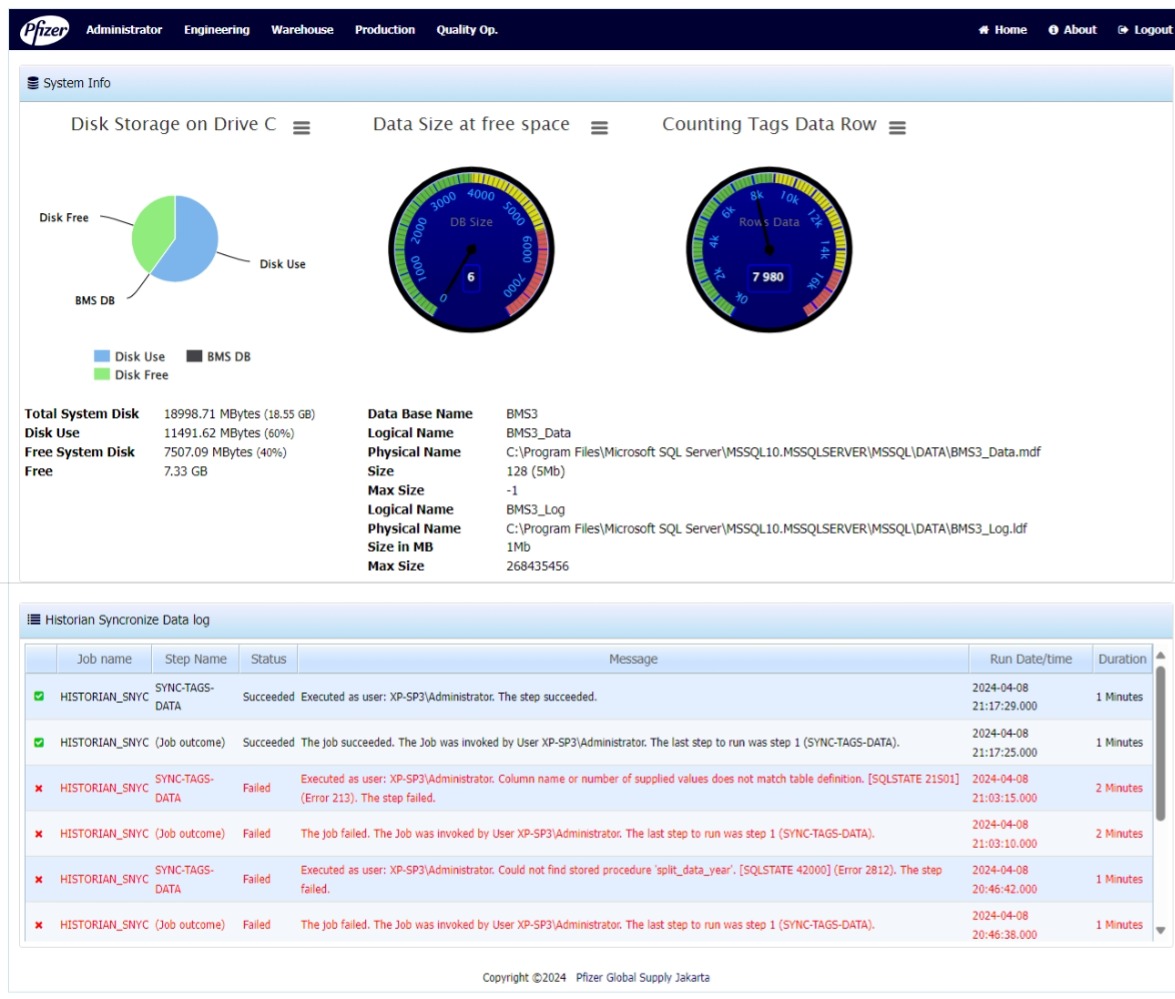 Pfizer Administrator Engineering Warehouse Production Quality Op. Home About Logout
System Info
Disk Storage on Drive C
Disk Free
Disk Use
BMS DB
Disk Use BMS DB
Disk Free
Data Size at free space
0 1000 2000 3000 4000 5000 6000 7000
DB Size
6
Counting Tags Data Row
0k 2k 4k 6k 8k 10k 12k 14k 16k
Rows Data
7 980
Total System Disk 18998.71 MBytes (18.55 GB)
Disk Use 11491.62 MBytes (60%)
Free System Disk 7507.09 MBytes (40%)
Free 7.33 GB
Data Base Name BMS3
Logical Name BMS3_Data
Physical Name C:\Program Files\Microsoft SQL Server\MSSQL10.MSSQLSERVER\MSSQL\DATA\BMS3_Data.mdf
Size 128 (5Mb)
Max Size -1
Logical Name BMS3_Log
Physical Name C:\Program Files\Microsoft SQL Server\MSSQL10.MSSQLSERVER\MSSQL\DATA\BMS3_Log.ldf
Size in MB 1Mb
Max Size 268435456
Historian Syncronize Data log
Job name Step Name Status Message Run Date/time Duration
HISTORIAN_SNYC SYNC-TAGS-
DATA Succeeded Executed as user: XP-SP3\Administrator. The step succeeded. 2024-04-08
21:17:29.000 1 Minutes
HISTORIAN_SNYC (Job outcome) Succeeded The job succeeded. The Job was invoked by User XP-SP3\Administrator. The last step to run was step 1 (SYNC-TAGS-DATA). 2024-04-08
21:17:25.000 1 Minutes
HISTORIAN_SNYC SYNC-TAGS-
DATA Failed Executed as user: XP-SP3\Administrator. Column name or number of supplied values does not match table definition. [SQLSTATE 21S01]
(Error 213). The step failed. 2024-04-08
21:03:15.000 2 Minutes
HISTORIAN_SNYC (Job outcome) Failed The job failed. The Job was invoked by User XP-SP3\Administrator. The last step to run was step 1 (SYNC-TAGS-DATA). 2024-04-08
21:03:10.000 2 Minutes
HISTORIAN_SNYC SYNC-TAGS-
DATA Failed Executed as user: XP-SP3\Administrator. Could not find stored procedure 'split_data_year'. [SQLSTATE 42000] (Error 2812). The step
failed. 2024-04-08
20:46:42.000 1 Minutes
HISTORIAN_SNYC (Job outcome) Failed The job failed. The Job was invoked by User XP-SP3\Administrator. The last step to run was step 1 (SYNC-TAGS-DATA). 2024-04-08
20:46:38.000 1 Minutes
Copyright ©2024 Pfizer Global Supply Jakarta